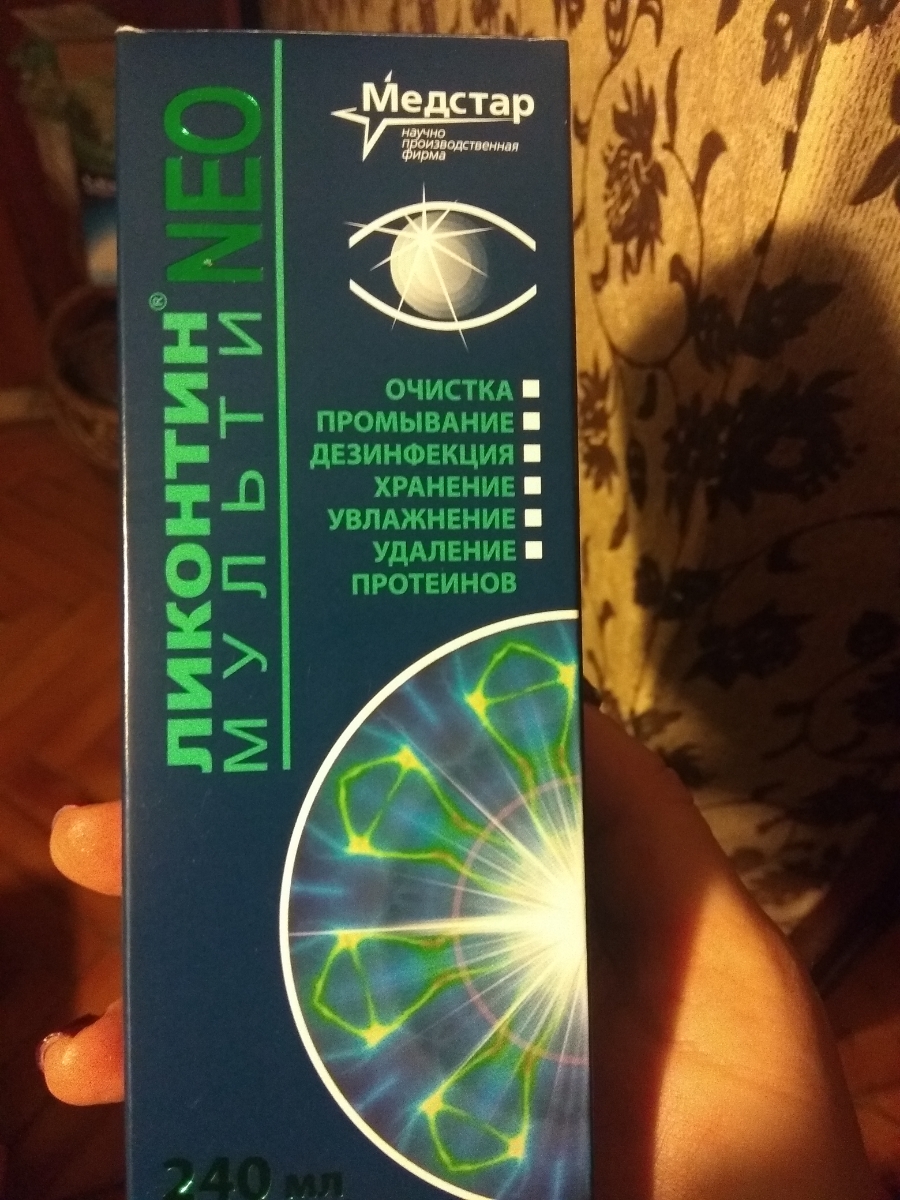 ЛИКОНТИН® NEO
МУЛЬТИ
Медстар
научно
производственная
фирма
ОЧИСТКА
ПРОМЫВАНИЕ
ДЕЗИНФЕКЦИЯ
ХРАНЕНИЕ
УВЛАЖНЕНИЕ
УДАЛЕНИЕ
ПРОТЕИНОВ
240 мл